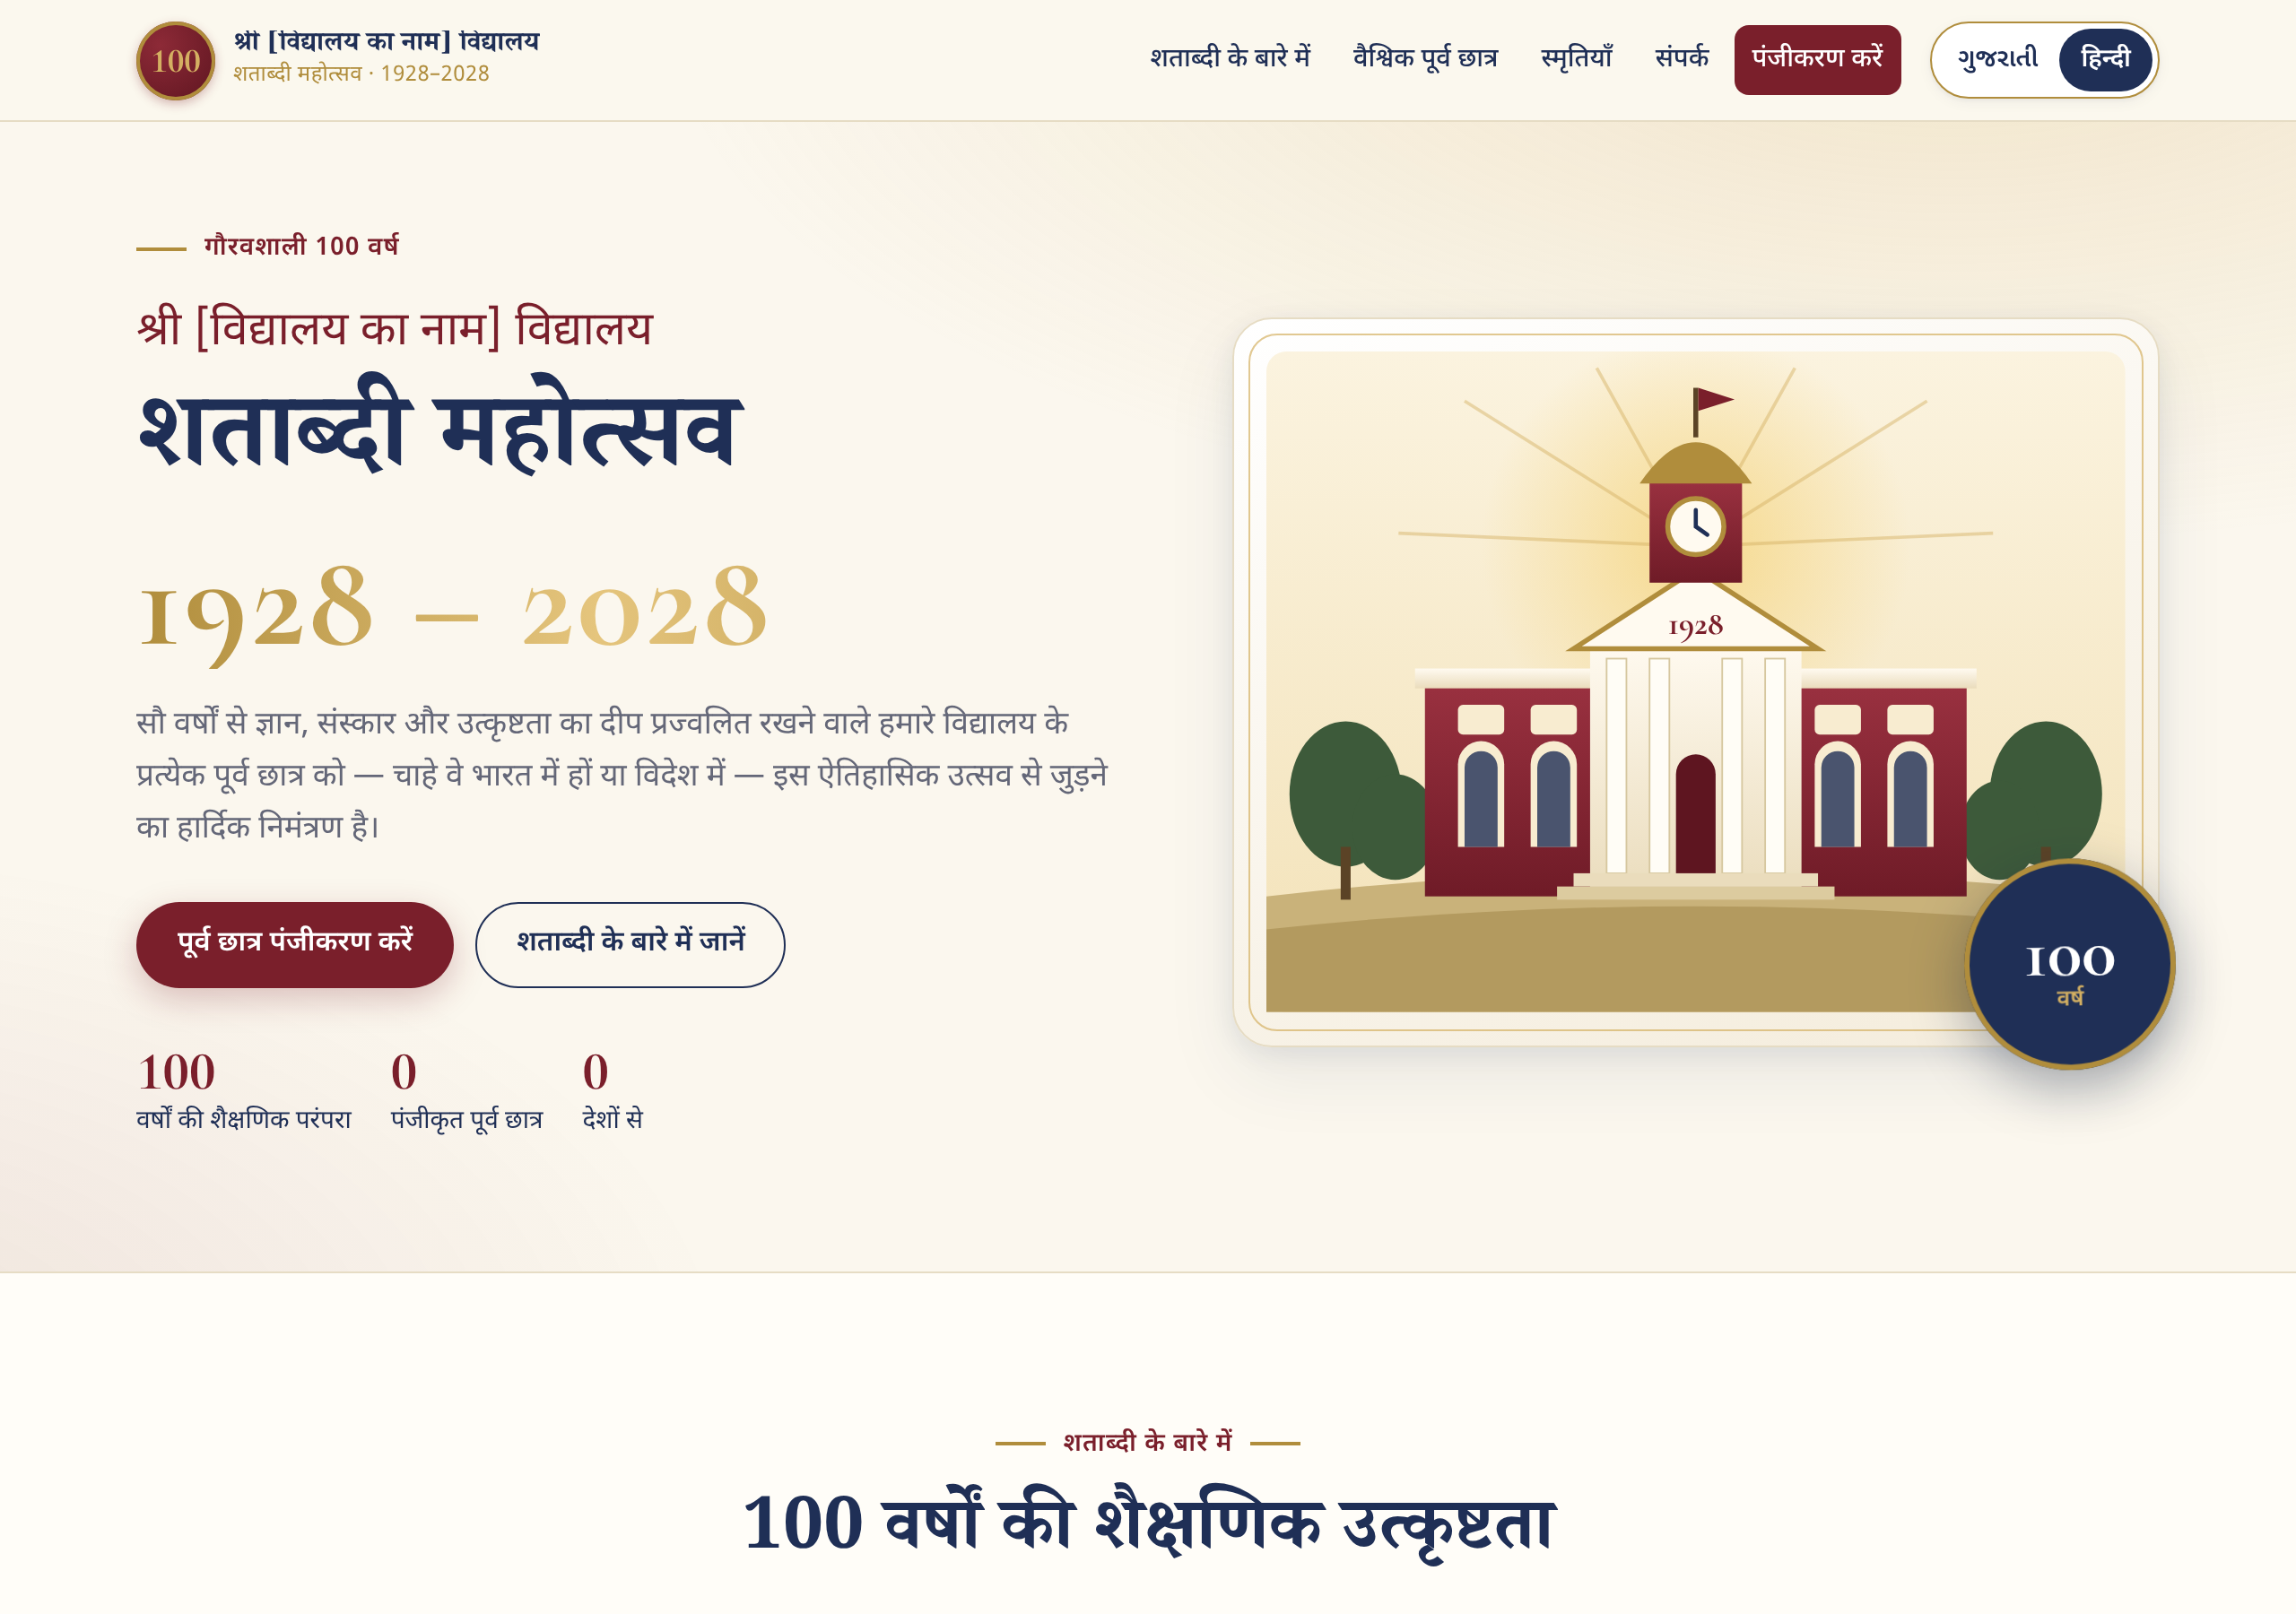 100
श्री [विद्यालय का नाम] विद्यालय
शताब्दी महोत्सव · 1928–2028
शताब्दी के बारे में
वैश्विक पूर्व छात्र
स्मृतियाँ
संपर्क
पंजीकरण करें
ગુજરાતી
हिन्दी
गौरवशाली 100 वर्ष
श्री [विद्यालय का नाम] विद्यालय
शताब्दी महोत्सव
1928 — 2028
सौ वर्षों से ज्ञान, संस्कार और उत्कृष्टता का दीप प्रज्वलित रखने वाले हमारे विद्यालय के
प्रत्येक पूर्व छात्र को — चाहे वे भारत में हों या विदेश में — इस ऐतिहासिक उत्सव से जुड़ने
का हार्दिक निमंत्रण है।
पूर्व छात्र पंजीकरण करें
शताब्दी के बारे में जानें
100
वर्षों की शैक्षणिक परंपरा
0
पंजीकृत पूर्व छात्र
0
देशों से
1928
100
वर्ष
शताब्दी के बारे में
100 वर्षों की शैक्षणिक उत्कृष्टता